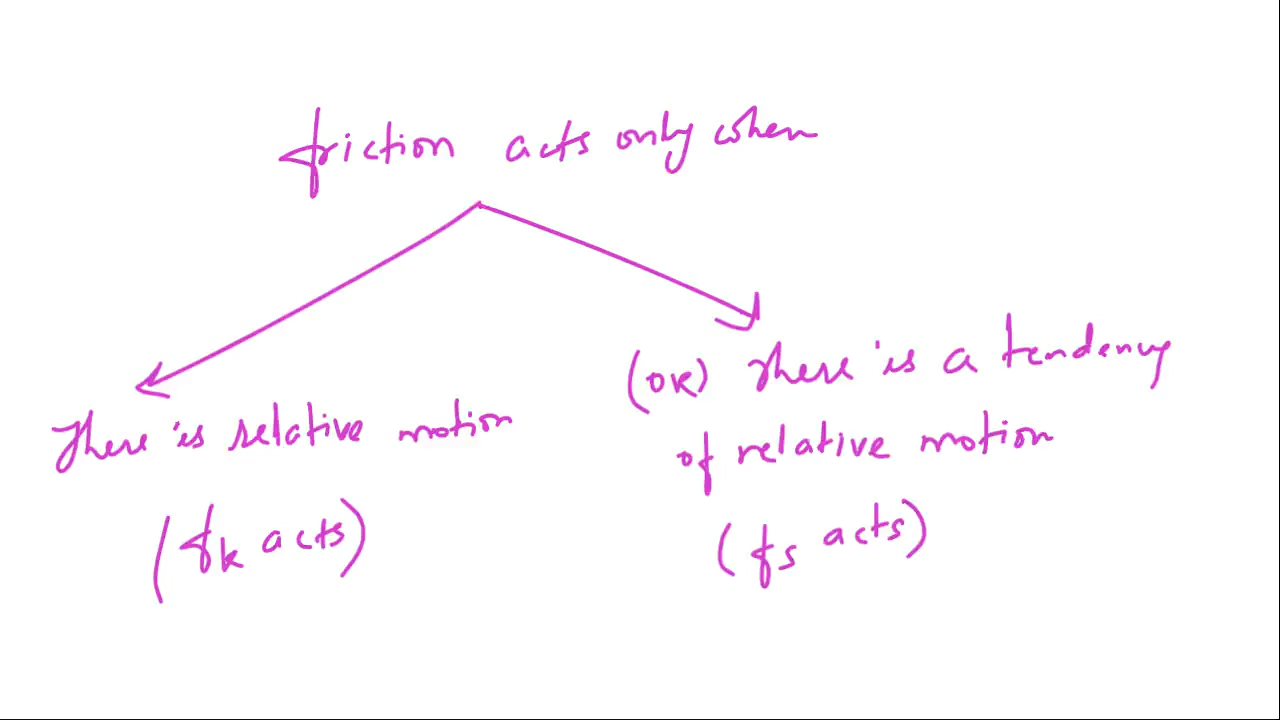 friction acts only when
There is relative motion
(fk acts)
(OR) There is a tendency
of relative motion
(fs acts)